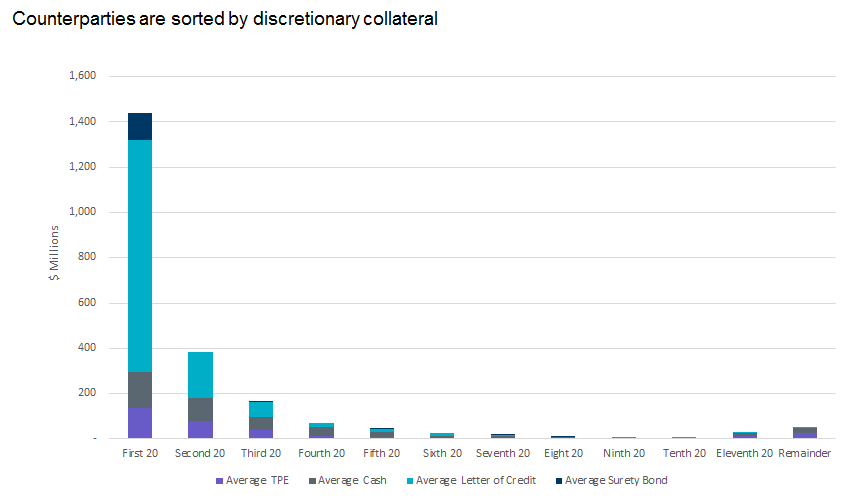 Counterparties are sorted by discretionary collateral
1,600
1,400
1,200
1,000
800
600
400
200
-
$ Millions
First 20 Second 20 Third 20 Fourth 20 Fifth 20 Sixth 20 Seventh 20 Eight 20 Ninth 20 Tenth 20 Eleventh 20 Remainder
Average TPE Average Cash Average Letter of Credit Average Surety Bond